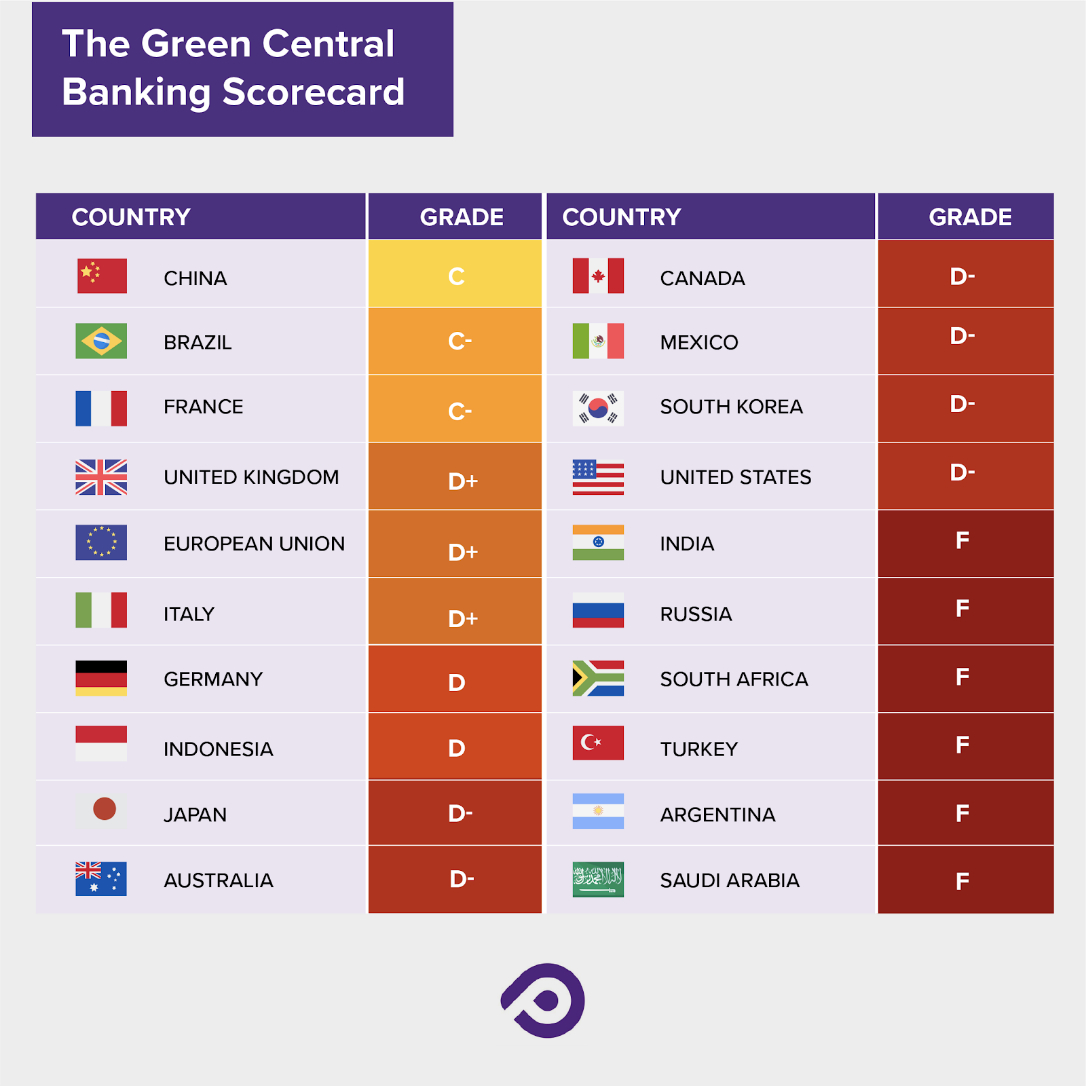 The Green Central
Banking Scorecard
COUNTRY GRADE COUNTRY GRADE
CHINA C CANADA D-
BRAZIL C- MEXICO D-
FRANCE C- SOUTH KOREA D-
UNITED KINGDOM D+ UNITED STATES D-
EUROPEAN UNION D+ INDIA F
ITALY D+ RUSSIA F
GERMANY D SOUTH AFRICA F
INDONESIA D TURKEY F
JAPAN D- ARGENTINA F
AUSTRALIA D- SAUDI ARABIA F